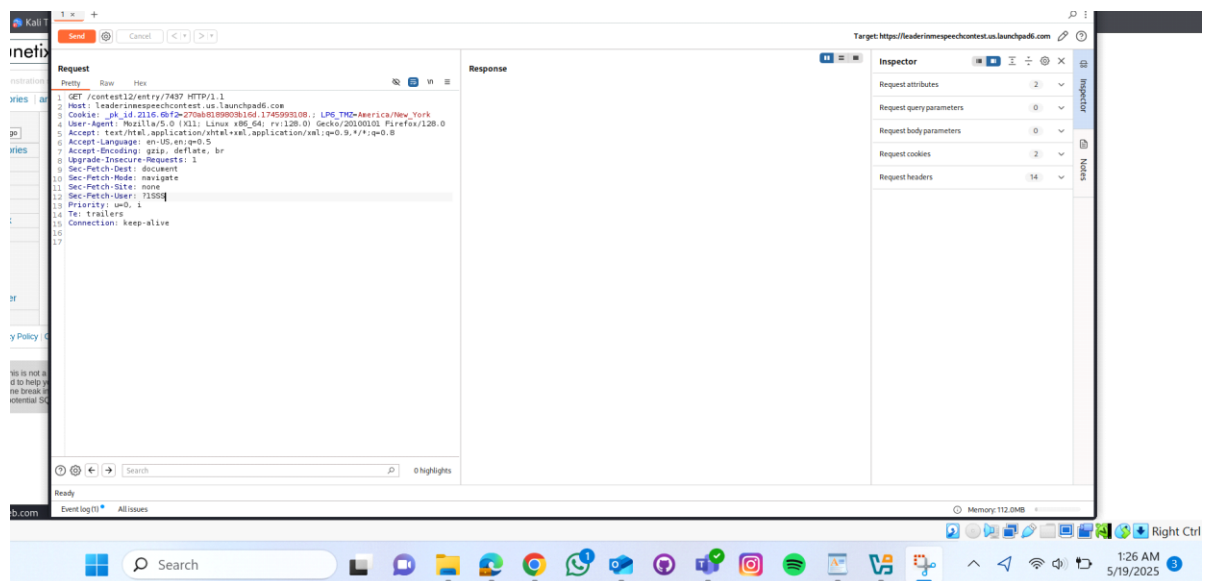 Kali T
1 × +
Send Cancel < >
Target: https://leaderinmespeechcontest.us.launchpad6.com
Request
Response
Inspector
Pretty Raw Hex
\n
Request attributes 2
Request query parameters 0
Request body parameters 0
Request cookies 2
Request headers 14
Inspector
Notes
1 GET /contest12/entry/7437 HTTP/1.1
2 Host: leaderinmespeechcontest.us.launchpad6.com
3 Cookie: _pk_id.2116.6bf2=270ab8189803b16d.1745993108.; LP6_TMZ=America/New_York
4 User-Agent: Mozilla/5.0 (X11; Linux x86_64; rv:128.0) Gecko/20100101 Firefox/128.0
5 Accept: text/html,application/xhtml+xml,application/xml;q=0.9,*/*;q=0.8
6 Accept-Language: en-US,en;q=0.5
7 Accept-Encoding: gzip, deflate, br
8 Upgrade-Insecure-Requests: 1
9 Sec-Fetch-Dest: document
10 Sec-Fetch-Mode: navigate
11 Sec-Fetch-Site: none
12 Sec-Fetch-User: ?1SSS
13 Priority: u=0, i
14 Te: trailers
15 Connection: keep-alive
16
17
unetix
ories ar
go
ories
er
cy Policy
his is not a
d to help y
ne break in
potential SQ
eb.com
Search
0 highlights
Ready
Event log (1) All issues
Memory: 112.0MB
Right Ctrl
Search
1
1:26 AM
5/19/2025
3